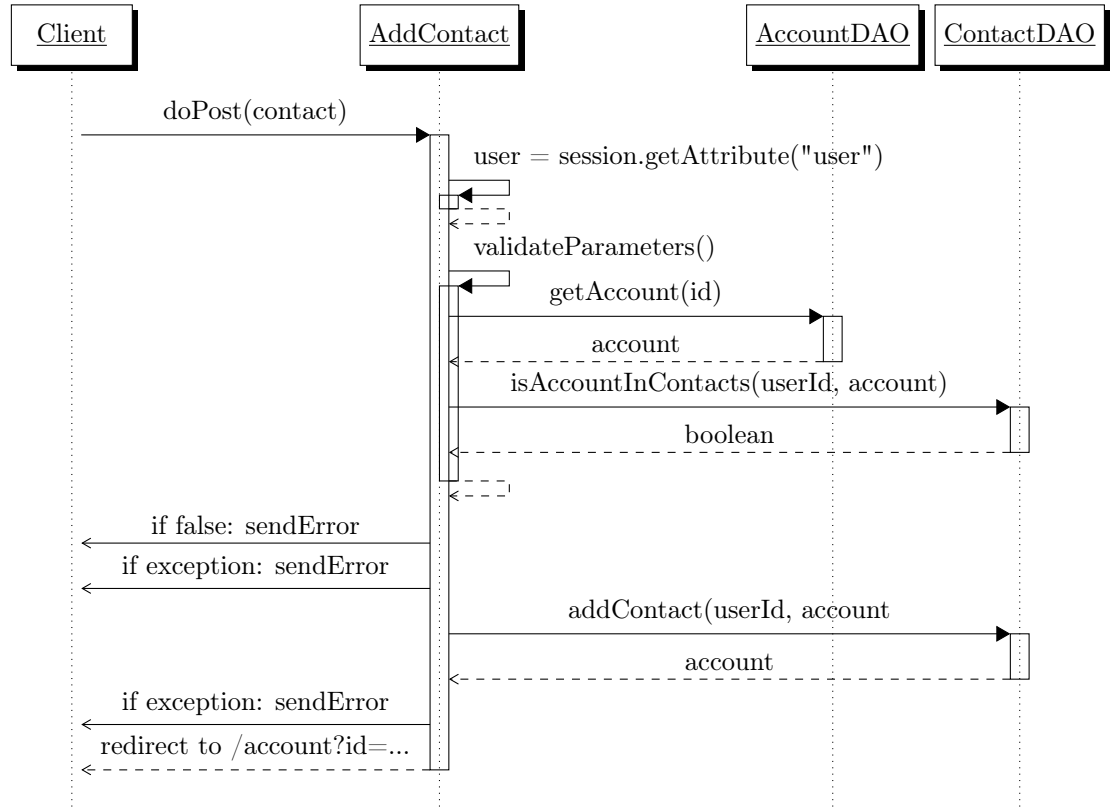 Client
AddContact
AccountDAO
ContactDAO
doPost(contact)
user = session.getAttribute("user")
validateParameters()
getAccount(id)
account
isAccountInContacts(userId, account)
boolean
if false: sendError
if exception: sendError
addContact(userId, account
account
if exception: sendError
redirect to /account?id=...